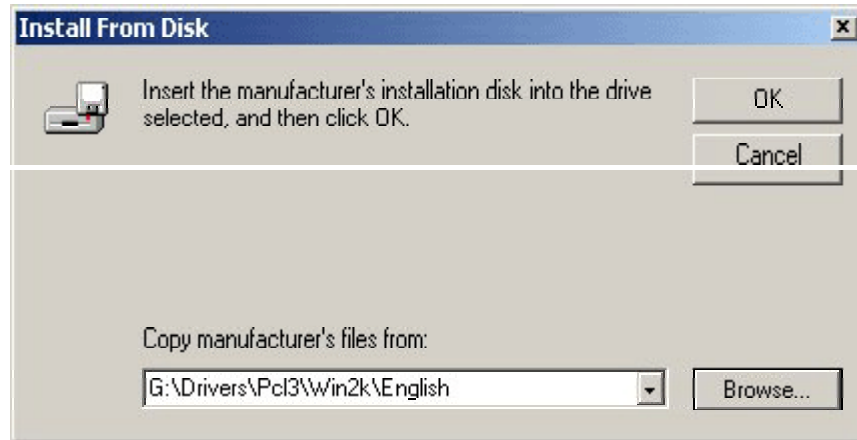 Install From Disk
Insert the manufacturer's installation disk into the drive
selected, and then click OK.
OK
Cancel
Copy manufacturer's files from:
G:\Drivers\Pcl3\Win2k\English
Browse...